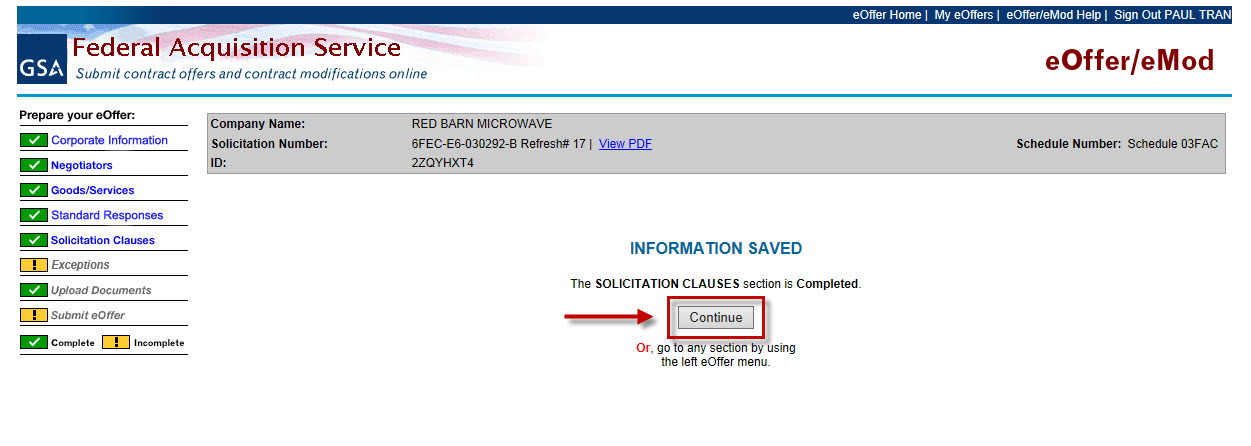 eOffer Home | My eOffers | eOffer/eMod Help | Sign Out PAUL TRAN
GSA
Federal Acquisition Service
Submit contract offers and contract modifications online
eOffer/eMod
Prepare your eOffer:
Corporate Information
Negotiators
Goods/Services
Standard Responses
Solicitation Clauses
! Exceptions
Upload Documents
! Submit eOffer
Complete ! Incomplete
Company Name: RED BARN MICROWAVE
Solicitation Number: 6FEC-E6-030292-B Refresh# 17 | View PDF Schedule Number: Schedule 03FAC
ID: 2ZQYHXT4
INFORMATION SAVED
The SOLICITATION CLAUSES section is Completed.
Continue
Or, go to any section by using
the left eOffer menu.